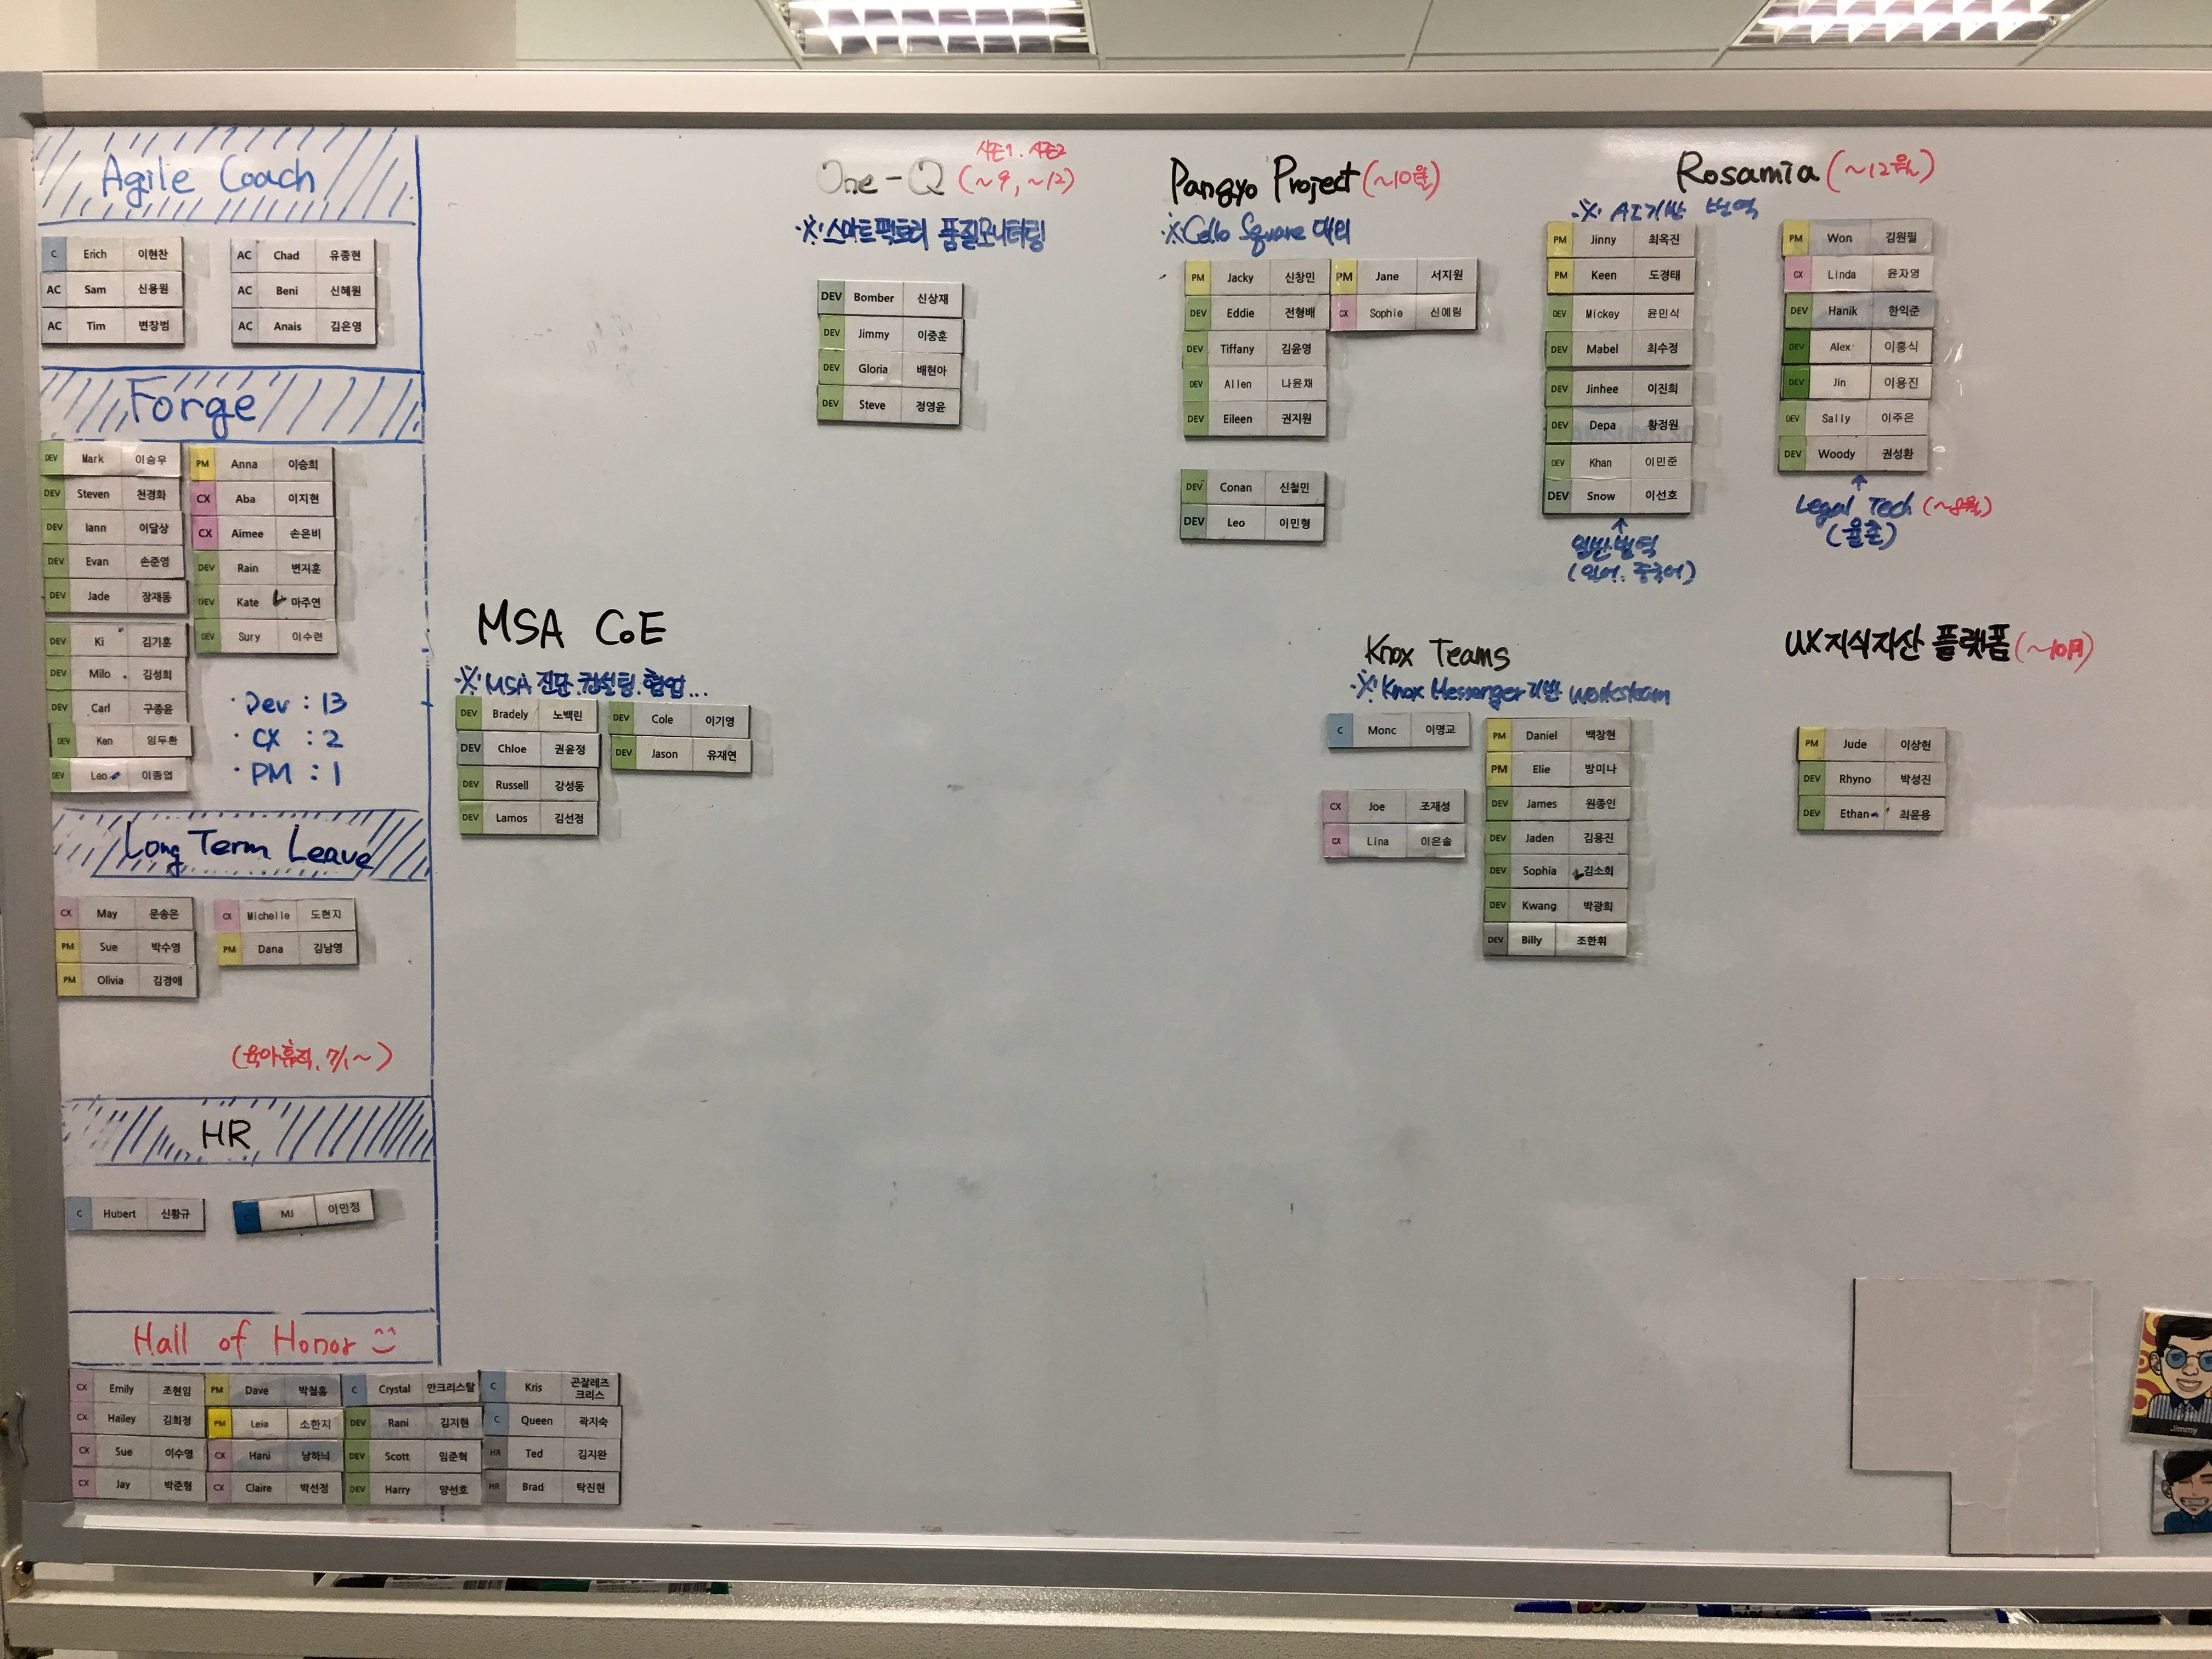 Agile Coach
C Erich 이현찬
AC Sam 신용원
AC Tim 변창범
AC Chad 유종현
AC Beni 신혜원
AC Anais 김은영
Forge
DEV Mark 이승우
DEV Steven 천경화
DEV Iann 이달상
DEV Evan 손준영
DEV Jade 장재동
DEV Ki 김기훈
DEV Milo 김성희
DEV Carl 구종윤
DEV Ken 임두환
DEV Leo 이종엽
PM Anna 이승희
CX Aba 이지현
CX Aimee 손은비
DEV Rain 변지훈
DEV Kate 마주연
DEV Sury 이수련
· Dev : 13
· CX : 2
· PM : 1
Long Term Leave
CX May 문송은
PM Sue 박수영
PM Olivia 김경애
CX Michelle 도현지
PM Dana 김남영
(육아휴직, 7/1~)
HR
C Hubert 신황규
C MJ 이민정
Hall of Honor
CX Emily 조현임
CX Hailey 김희정
CX Sue 이수영
CX Jay 박준형
PM Dave 박철홍
PM Leia 소한지
CX Hani 남하늬
CX Claire 박선정
C Crystal 안크리스탈
DEV Rani 김지현
DEV Scott 임준혁
DEV Harry 양선호
C Kris 곤잘레즈 크리스
C Queen 곽지숙
HR Ted 김지완
HR Brad 탁진현
One-Q (~9, ~12)
※ 스마트팩토리 품질모니터링
DEV Bomber 신상재
DEV Jimmy 이중훈
DEV Gloria 배현아
DEV Steve 정영윤
Pangyo Project (~10월)
※ Cello Square 대외
PM Jacky 신창민
DEV Eddie 전형배
DEV Tiffany 김윤영
DEV Allen 나윤채
DEV Eileen 권지원
PM Jane 서지원
CX Sophie 신예림
DEV Conan 신철민
DEV Leo 이민형
Rosamia (~12월)
※ AI기반 번역
PM Jinny 최옥진
PM Keen 도경태
DEV Mickey 윤민식
DEV Mabel 최수정
DEV Jinhee 이진희
DEV Depa 황정원
DEV Khan 이민준
DEV Snow 이선호
↑
일반번역
(일어, 중국어)
PM Won 김원필
CX Linda 윤자영
DEV Hanik 한익준
DEV Alex 이홍식
DEV Jin 이용진
DEV Sally 이주은
DEV Woody 권성환
↑
Legal Tech (~8월)
(율촌)
MSA CoE
※ MSA 진단.컨설팅.협업...
DEV Bradely 노백린
DEV Chloe 권윤정
DEV Russell 강성동
DEV Lamos 김선정
DEV Cole 이기영
DEV Jason 유재연
Knox Teams
※ Knox Messenger기반 worksteam
C Monc 이명교
CX Joe 조재성
CX Lina 이은솔
PM Daniel 백창현
PM Elie 방미나
DEV James 원종인
DEV Jaden 김용진
DEV Sophia 김소희
DEV Kwang 박광희
DEV Billy 조한휘
UX지식자산 플랫폼 (~10月)
PM Jude 이상헌
DEV Rhyno 박성진
DEV Ethan 최윤용
Jimmy